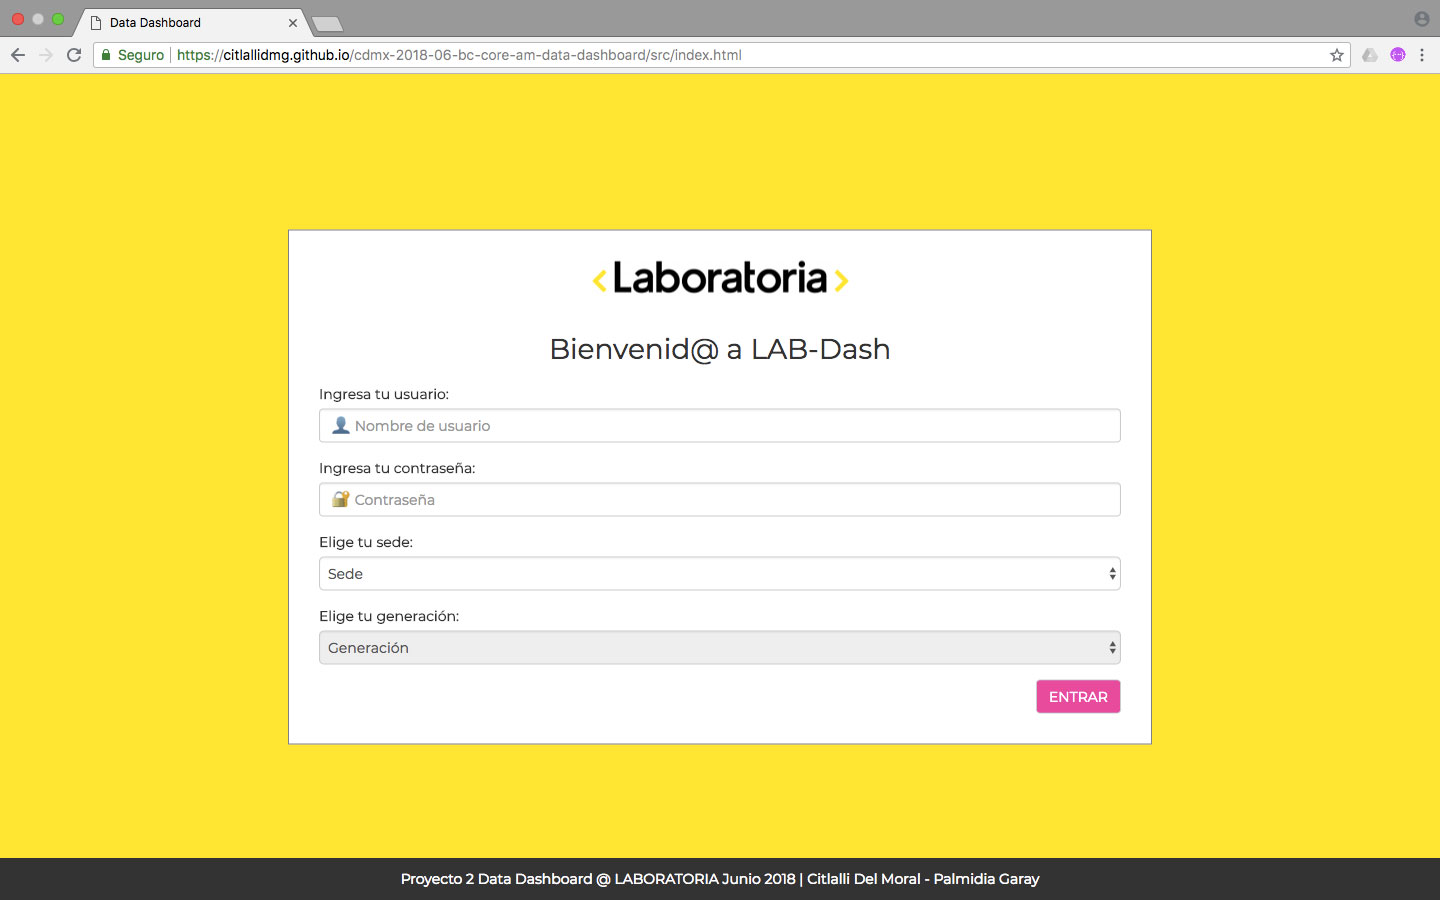 Data Dashboard
Seguro https://citlallidmg.github.io/cdmx-2018-06-bc-core-am-data-dashboard/src/index.html
<Laboratoria>
Bienvenid@ a LAB-Dash
Ingresa tu usuario:
👤 Nombre de usuario
Ingresa tu contraseña:
🔐 Contraseña
Elige tu sede:
Sede
Elige tu generación:
Generación
ENTRAR
Proyecto 2 Data Dashboard @ LABORATORIA Junio 2018 | Citlalli Del Moral - Palmidia Garay